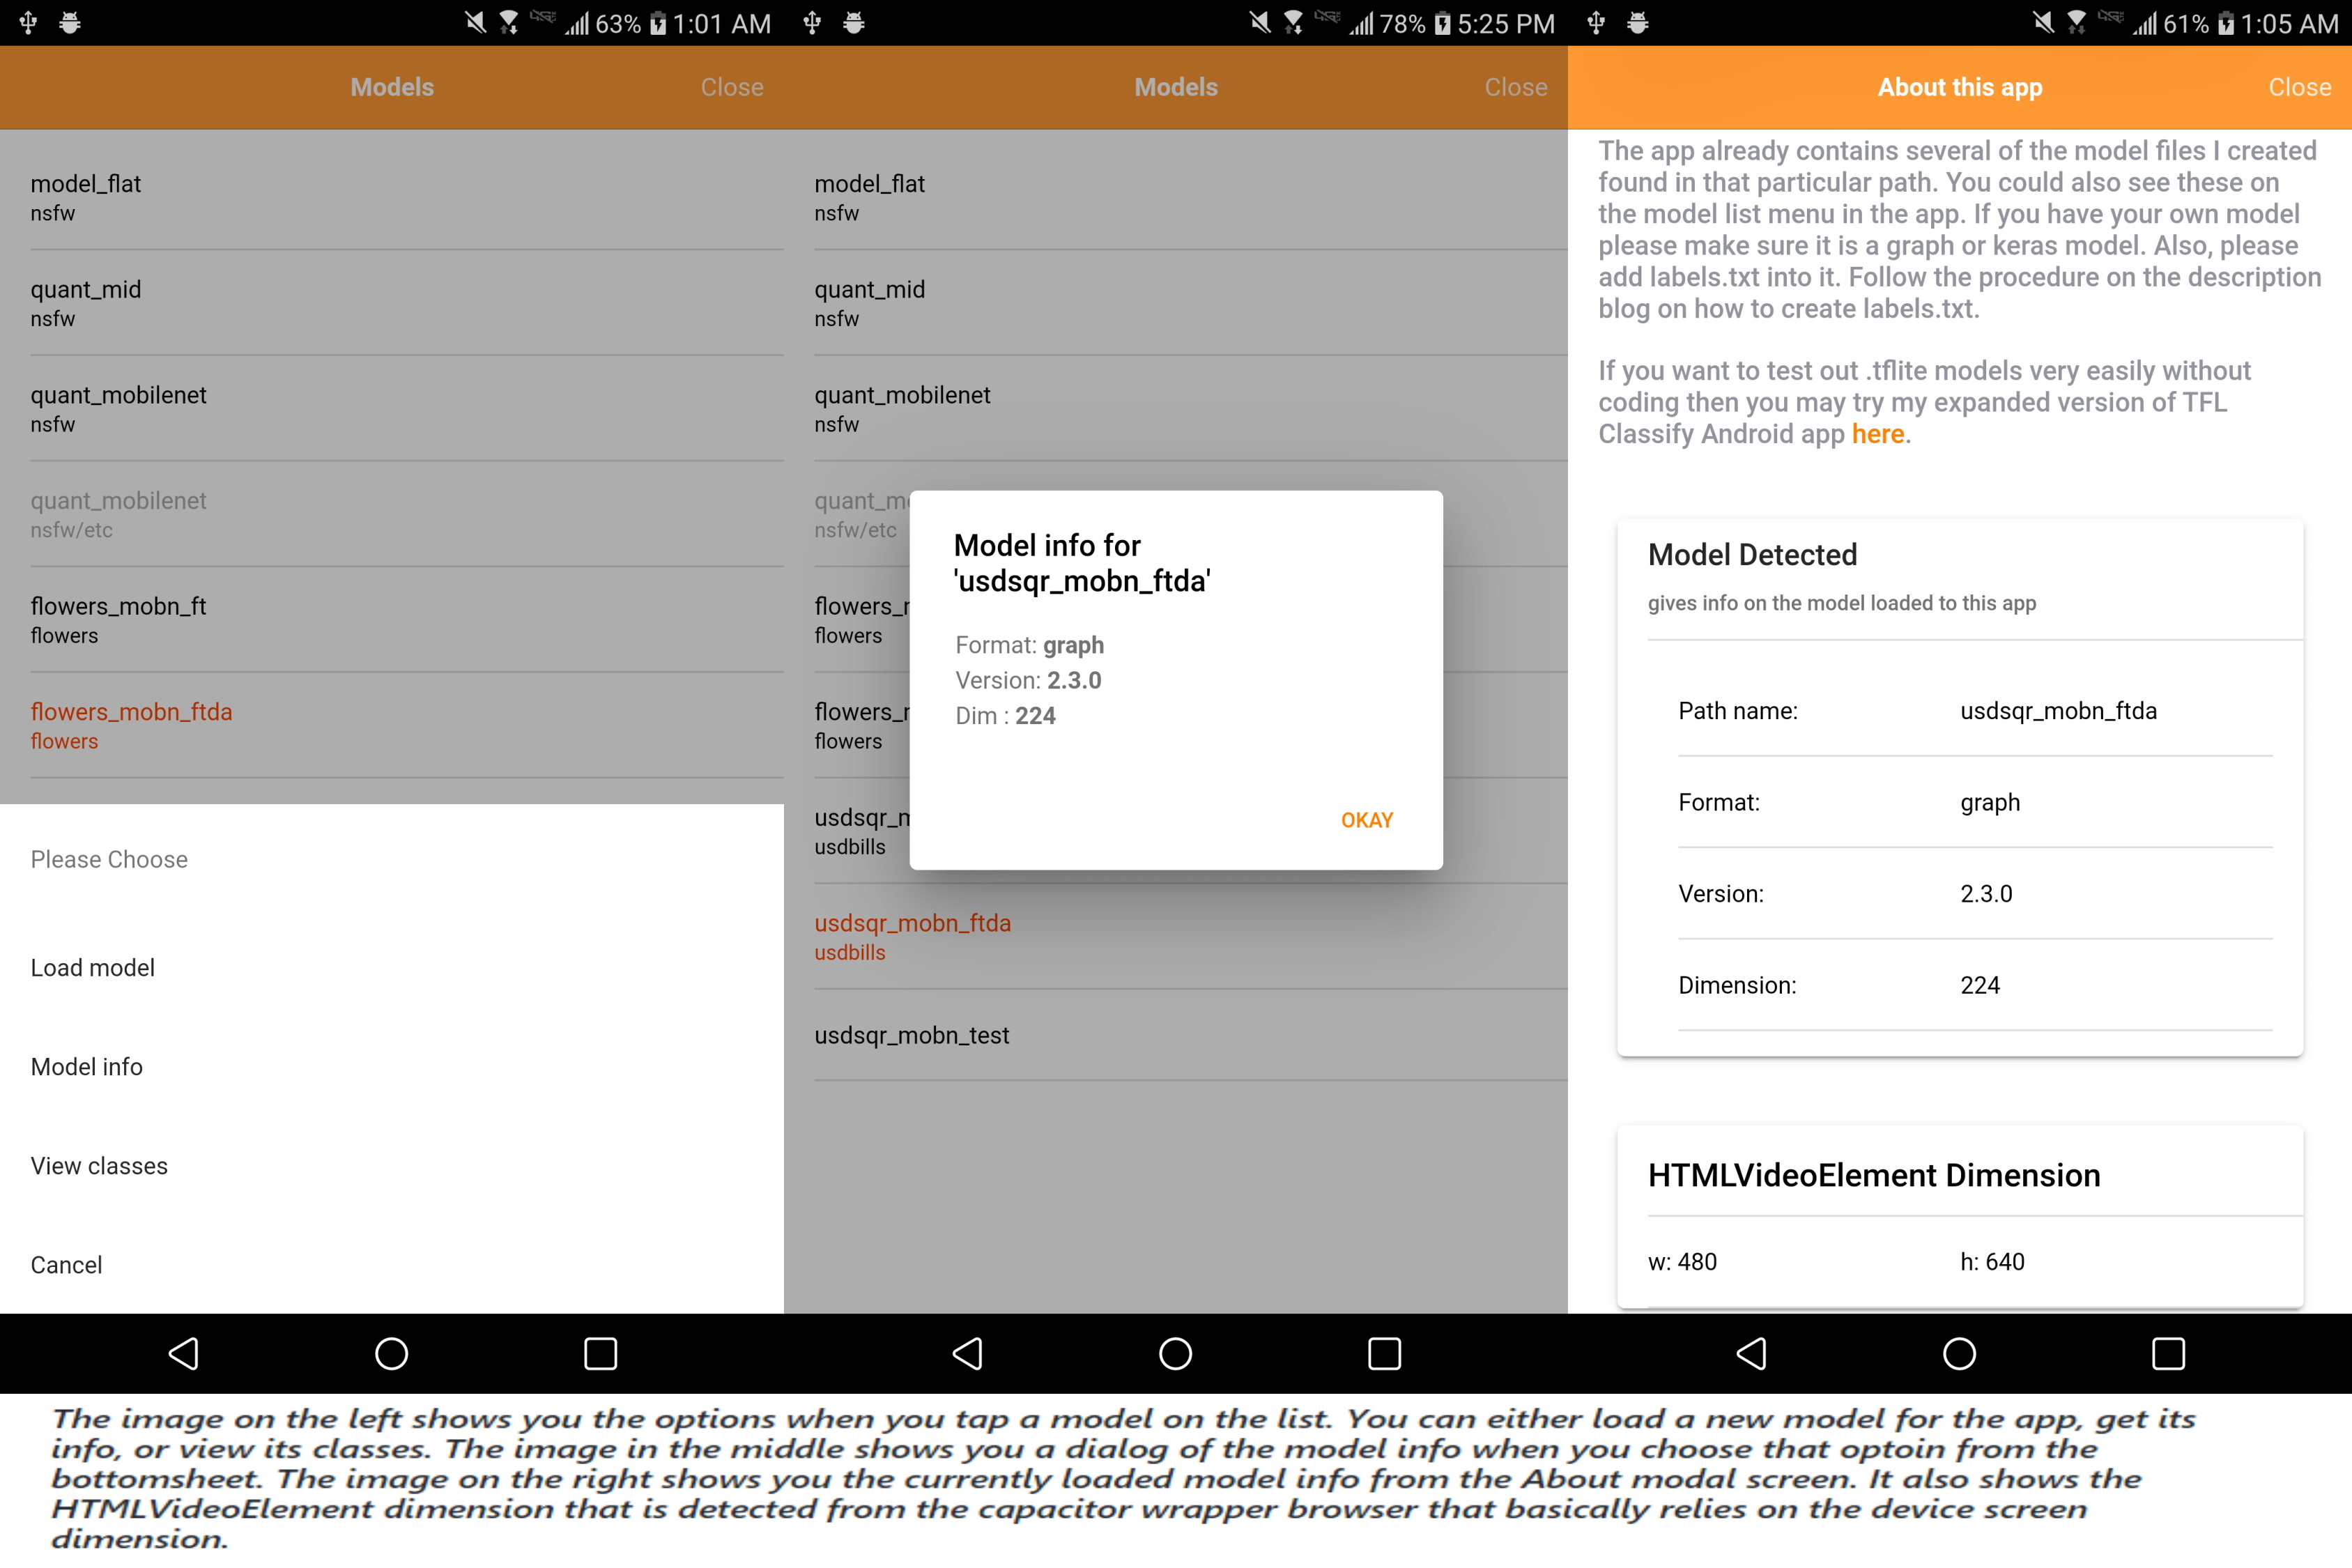 63% 1:01 AM
Models Close
model_flat
nsfw
quant_mid
nsfw
quant_mobilenet
nsfw
quant_mobilenet
nsfw/etc
flowers_mobn_ft
flowers
flowers_mobn_ftda
flowers
Please Choose
Load model
Model info
View classes
Cancel
78% 5:25 PM
Models Close
model_flat
nsfw
quant_mid
nsfw
quant_mobilenet
nsfw
nsfw/etc
flowers
flowers
usdbills
usdsqr_mobn_ftda
usdbills
usdsqr_mobn_test
Model info for
'usdsqr_mobn_ftda'
Format: graph
Version: 2.3.0
Dim : 224
OKAY
61% 1:05 AM
About this app Close
The app already contains several of the model files I created
found in that particular path. You could also see these on
the model list menu in the app. If you have your own model
please make sure it is a graph or keras model. Also, please
add labels.txt into it. Follow the procedure on the description
blog on how to create labels.txt.
If you want to test out .tflite models very easily without
coding then you may try my expanded version of TFL
Classify Android app here.
Model Detected
gives info on the model loaded to this app
Path name: usdsqr_mobn_ftda
Format: graph
Version: 2.3.0
Dimension: 224
HTMLVideoElement Dimension
w: 480 h: 640
The image on the left shows you the options when you tap a model on the list. You can either load a new model for the app, get its
info, or view its classes. The image in the middle shows you a dialog of the model info when you choose that optoin from the
bottomsheet. The image on the right shows you the currently loaded model info from the About modal screen. It also shows the
HTMLVideoElement dimension that is detected from the capacitor wrapper browser that basically relies on the device screen
dimension.